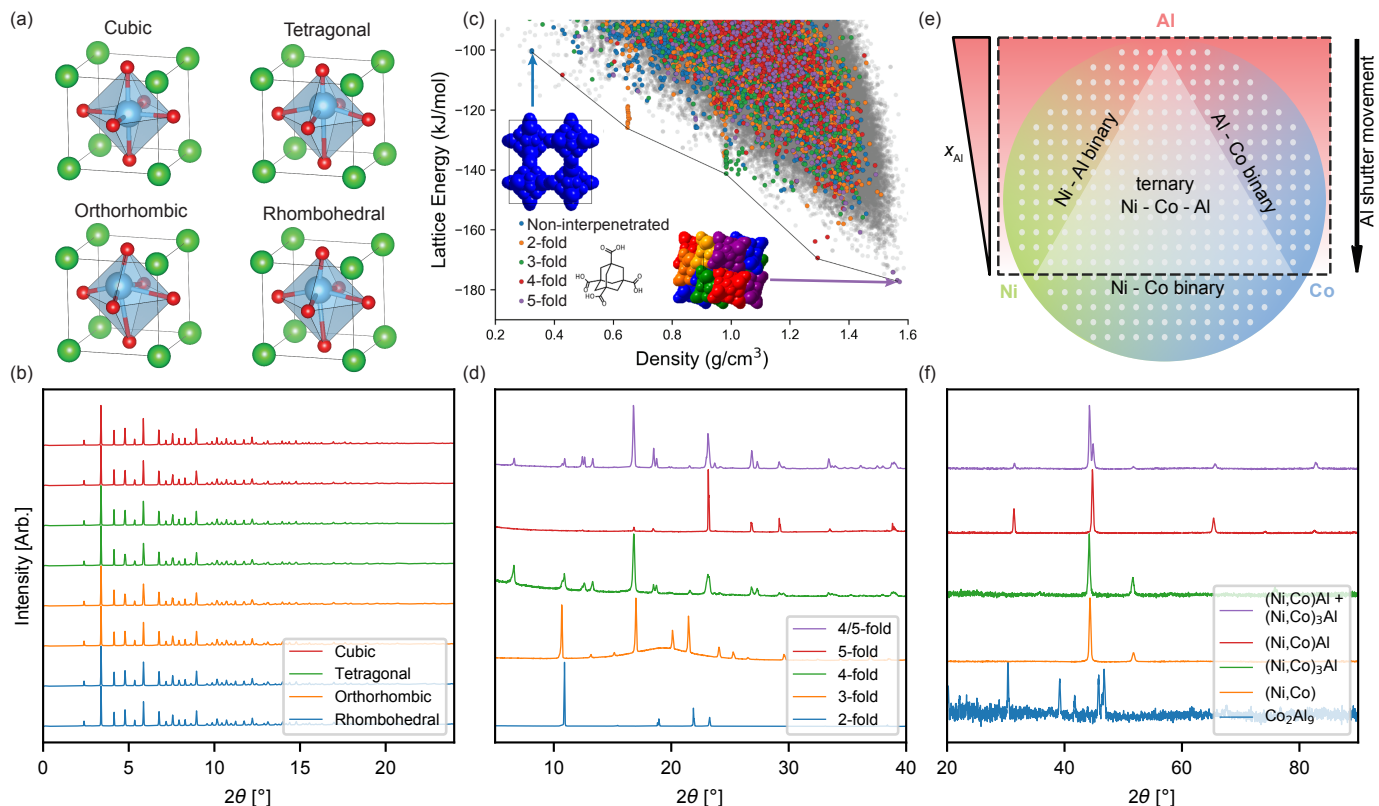 (a)
Cubic
Tetragonal
Orthorhombic
Rhombohedral
(b)
Intensity [Arb.]
Cubic
Tetragonal
Orthorhombic
Rhombohedral
0 5 10 15 20
2θ [°]
(c)
Lattice Energy (kJ/mol)
−100
−120
−140
−160
−180
Non-interpenetrated
2-fold
3-fold
4-fold
5-fold
O
OH
O
HO
O
OH
O
HO
0.2 0.4 0.6 0.8 1.0 1.2 1.4 1.6
Density (g/cm³)
(d)
4/5-fold
5-fold
4-fold
3-fold
2-fold
10 20 30 40
2θ [°]
(e)
Al
x_Al
Ni - Al binary
Al - Co binary
ternary
Ni - Co - Al
Ni
Ni - Co binary
Co
Al shutter movement
(f)
(Ni,Co)Al +
(Ni,Co)₃Al
(Ni,Co)Al
(Ni,Co)₃Al
(Ni,Co)
Co₂Al₉
20 40 60 80
2θ [°]